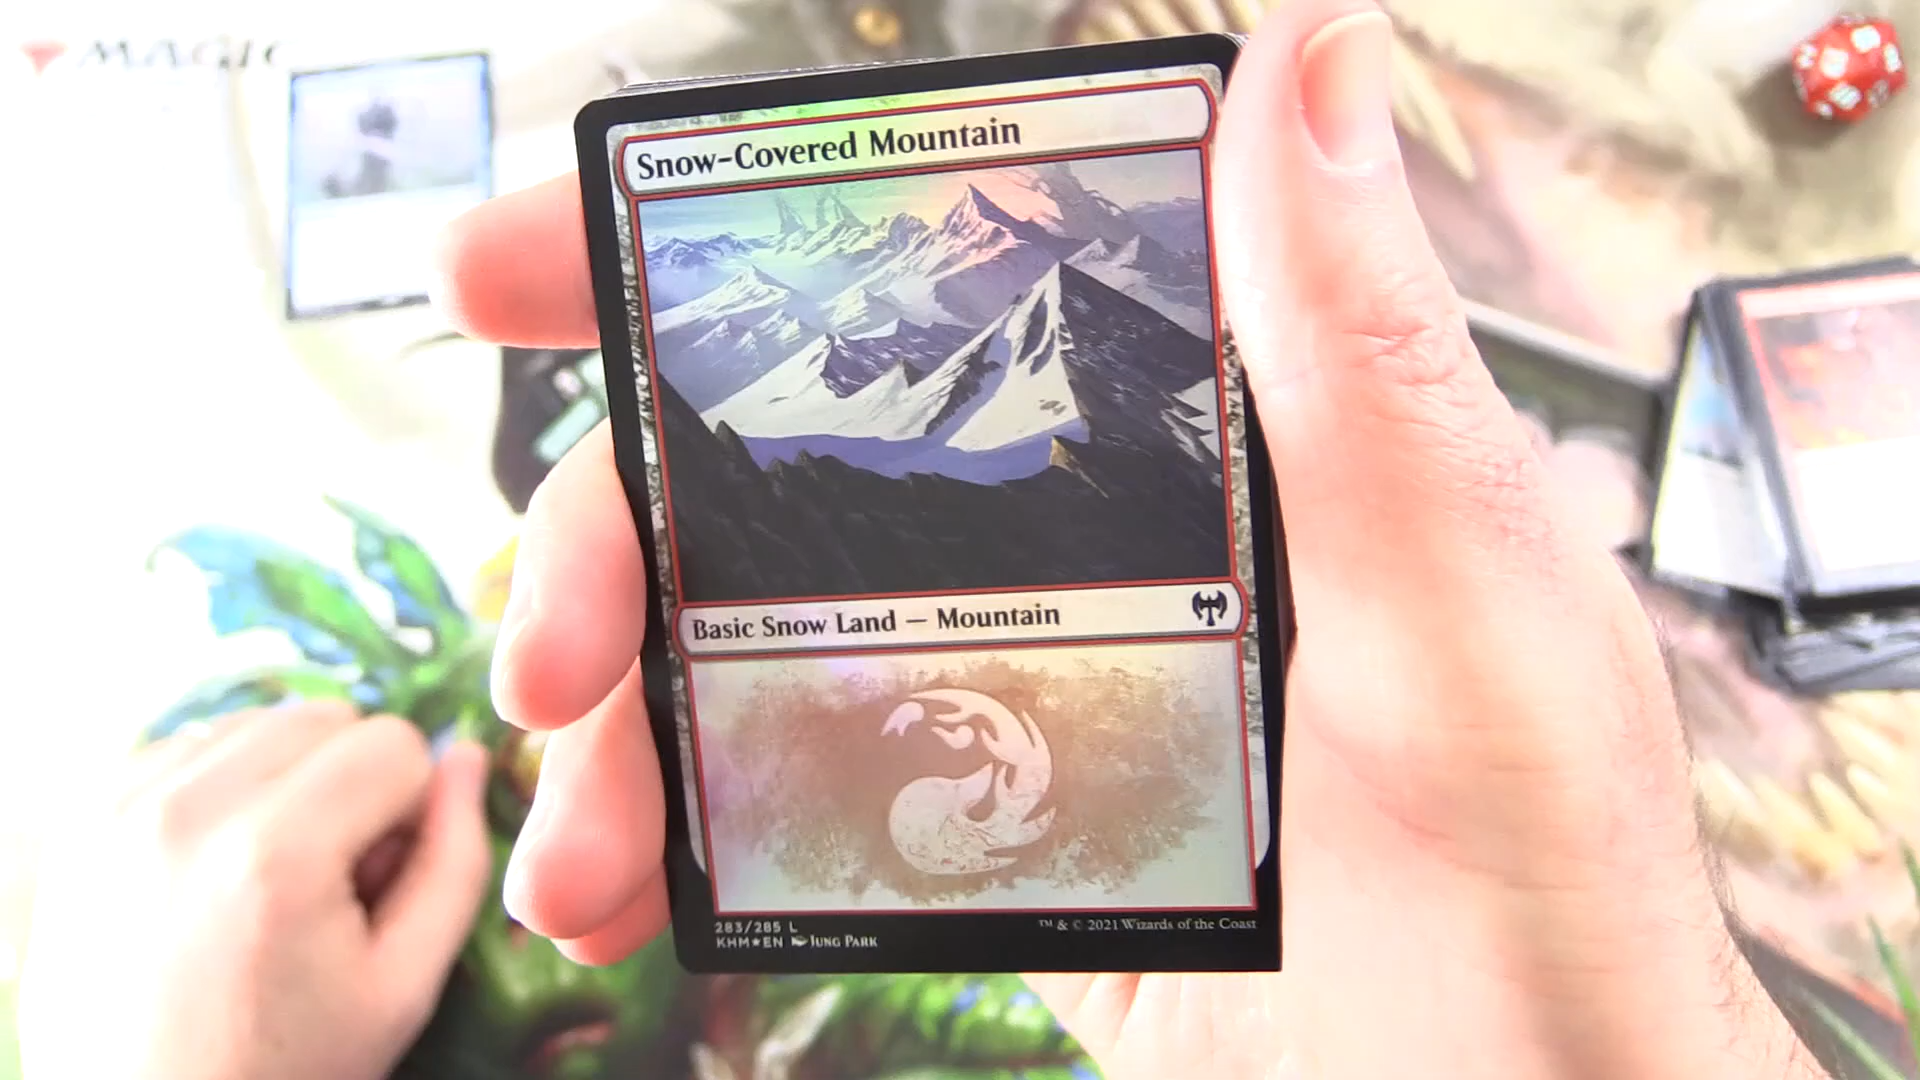 MAGIC
Snow-Covered Mountain
Basic Snow Land — Mountain
283/285 L
KHM★EN Jung Park
™ & © 2021 Wizards of the Coast